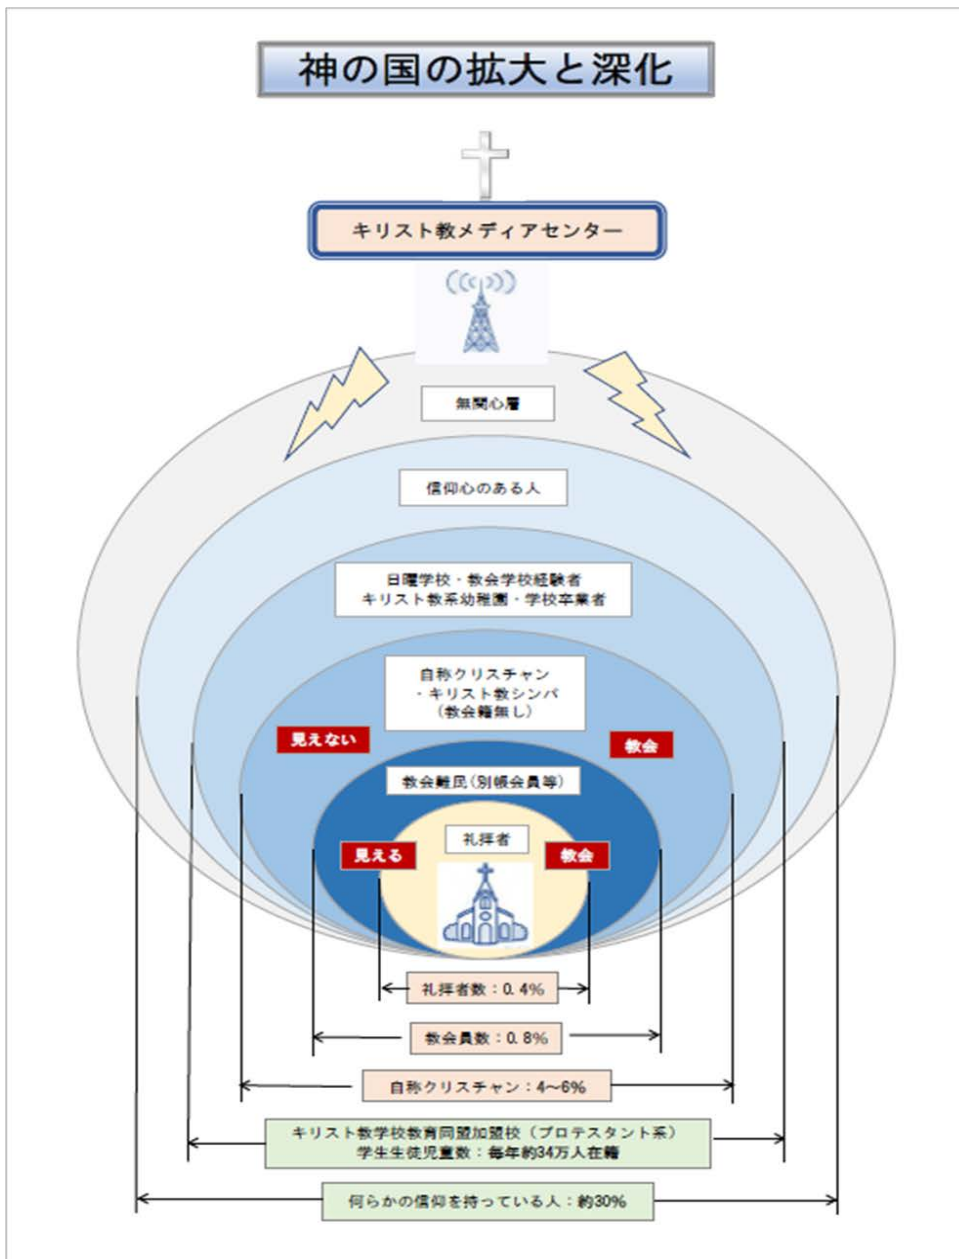 神の国の拡大と深化
キリスト教メディアセンター
無関心層
信仰心のある人
日曜学校・教会学校経験者
キリスト教系幼稚園・学校卒業者
自称クリスチャン
・キリスト教シンパ
(教会籍無し)
見えない
教会
教会難民(別帳会員等)
礼拝者
見える
教会
礼拝者数：0.4%
教会員数：0.8%
自称クリスチャン：4～6%
キリスト教学校教育同盟加盟校（プロテスタント系）
学生生徒児童数：毎年約34万人在籍
何らかの信仰を持っている人：約30%